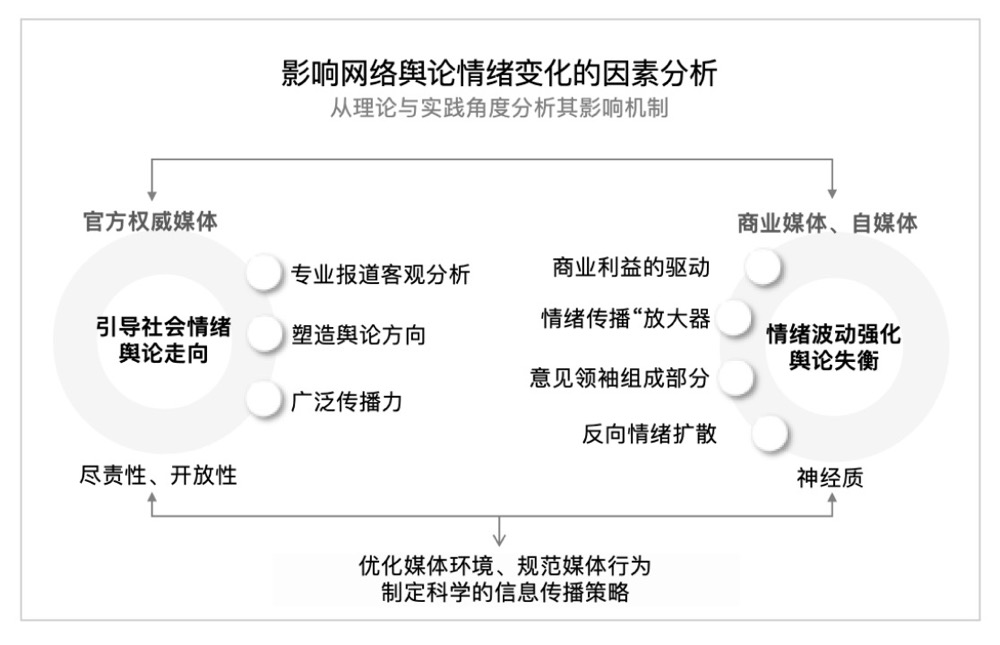 影响网络舆论情绪变化的因素分析
从理论与实践角度分析其影响机制
官方权威媒体
引导社会情绪
舆论走向
专业报道客观分析
塑造舆论方向
广泛传播力
尽责性、开放性
商业媒体、自媒体
商业利益的驱动
情绪传播“放大器
意见领袖组成部分
反向情绪扩散
情绪波动强化
舆论失衡
神经质
优化媒体环境、规范媒体行为
制定科学的信息传播策略